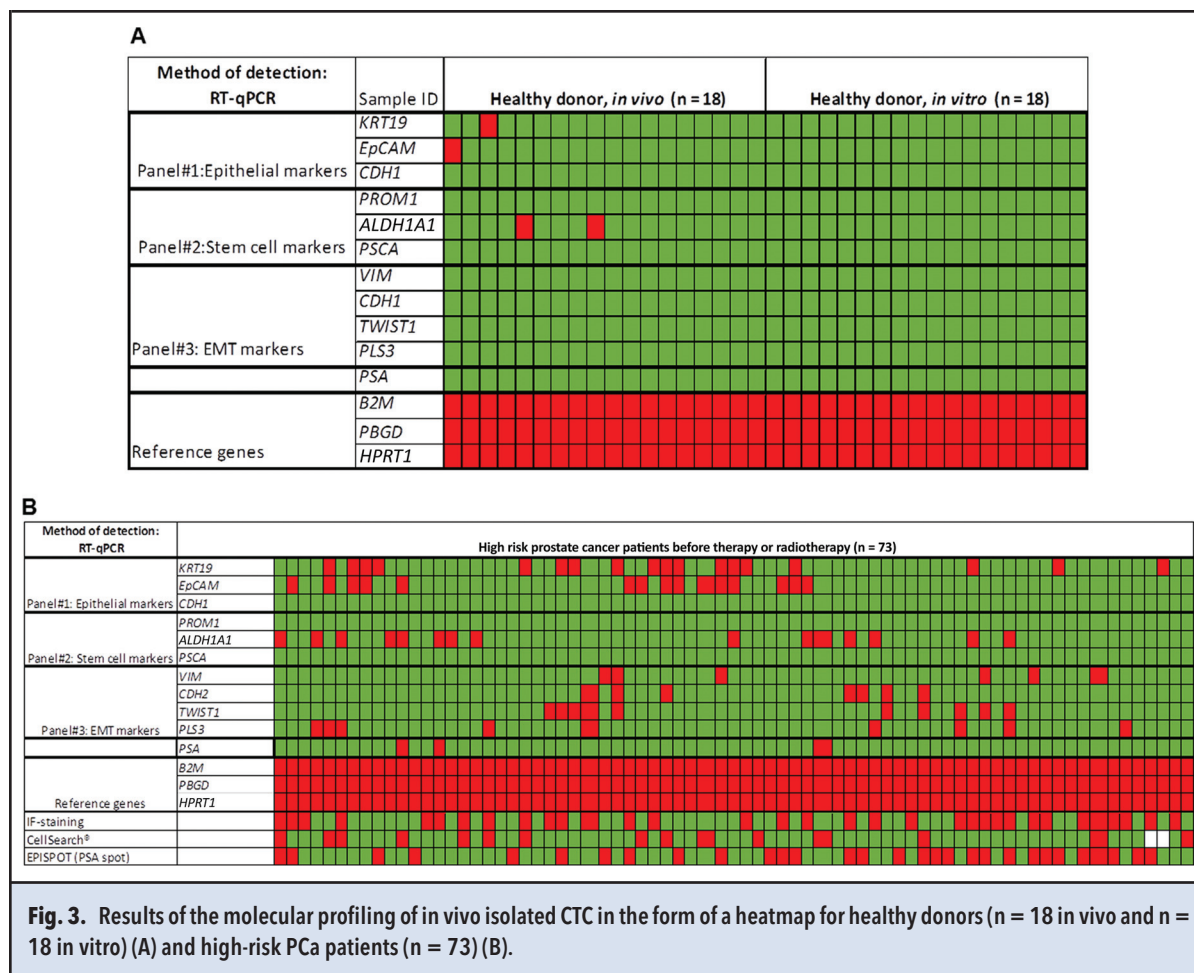 A
Method of detection:
RT-qPCR
Sample ID
Healthy donor, in vivo (n = 18)
Healthy donor, in vitro (n = 18)
Panel#1:Epithelial markers
KRT19
EpCAM
CDH1
Panel#2:Stem cell markers
PROM1
ALDH1A1
PSCA
Panel#3: EMT markers
VIM
CDH1
TWIST1
PLS3
PSA
Reference genes
B2M
PBGD
HPRT1
B
Method of detection:
RT-qPCR
High risk prostate cancer patients before therapy or radiotherapy (n = 73)
Panel#1: Epithelial markers
KRT19
EpCAM
CDH1
Panel#2: Stem cell markers
PROM1
ALDH1A1
PSCA
Panel#3: EMT markers
VIM
CDH2
TWIST1
PLS3
PSA
Reference genes
B2M
PBGD
HPRT1
IF-staining
CellSearch®
EPISPOT (PSA spot)
Fig. 3. Results of the molecular profiling of in vivo isolated CTC in the form of a heatmap for healthy donors (n = 18 in vivo and n =
18 in vitro) (A) and high-risk PCa patients (n = 73) (B).